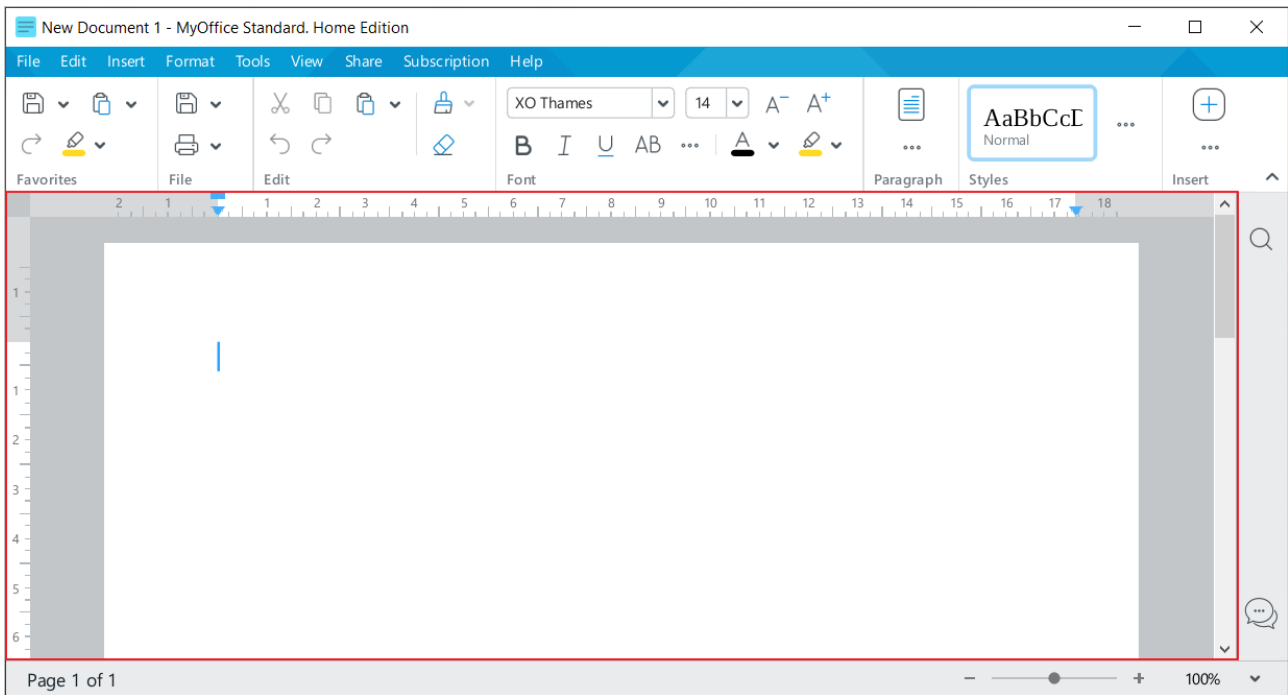 New Document 1 - MyOffice Standard. Home Edition
File Edit Insert Format Tools View Share Subscription Help
XO Thames 14 A- A+
AaBbCcD
Normal
B I U AB A
Favorites File Edit Font Paragraph Styles Insert
2 1 1 2 3 4 5 6 7 8 9 10 11 12 13 14 15 16 17 18
1
1
2
3
4
5
6
Page 1 of 1 100%